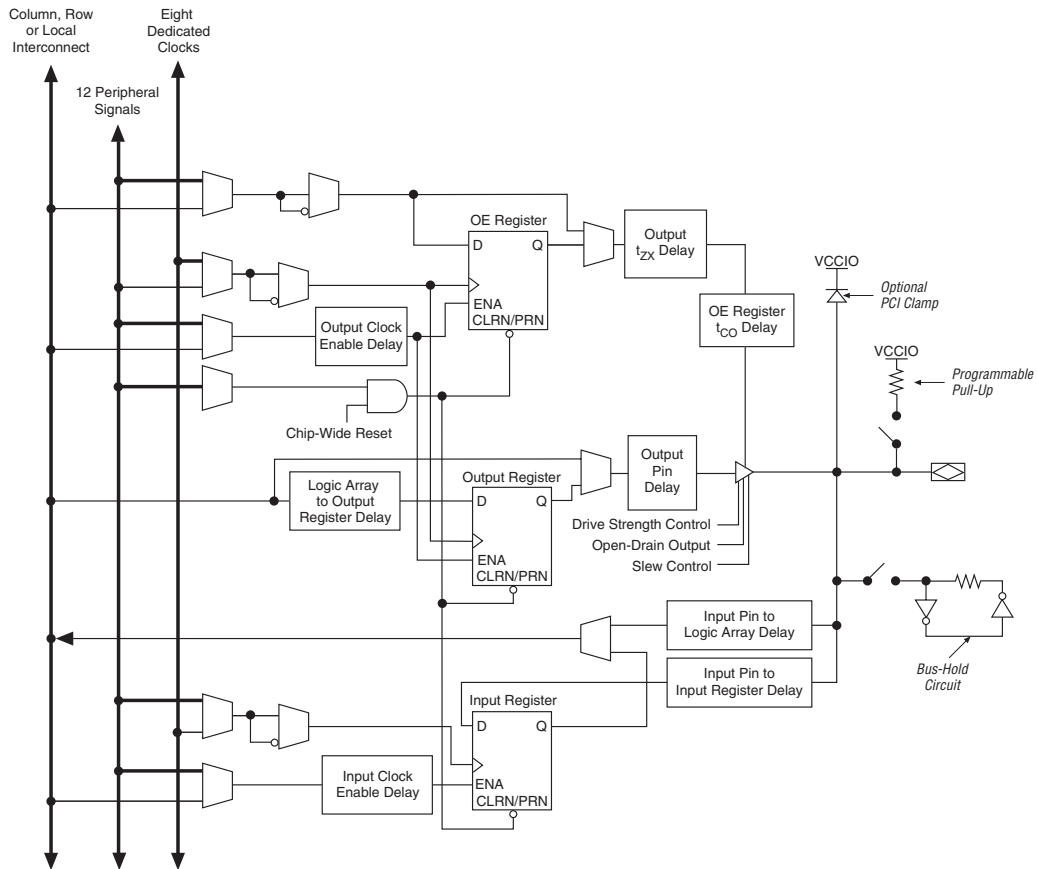 Column, Row
or Local
Interconnect
Eight
Dedicated
Clocks
12 Peripheral
Signals
OE Register
D
Q
ENA
CLRN/PRN
Output
tZX Delay
OE Register
tCO Delay
VCCIO
Optional
PCI Clamp
VCCIO
Programmable
Pull-Up
Output Clock
Enable Delay
Chip-Wide Reset
Output
Pin
Delay
Output Register
Logic Array
to Output
Register Delay
D
Q
ENA
CLRN/PRN
Drive Strength Control
Open-Drain Output
Slew Control
Input Pin to
Logic Array Delay
Input Pin to
Input Register Delay
Bus-Hold
Circuit
Input Register
D
Q
ENA
CLRN/PRN
Input Clock
Enable Delay